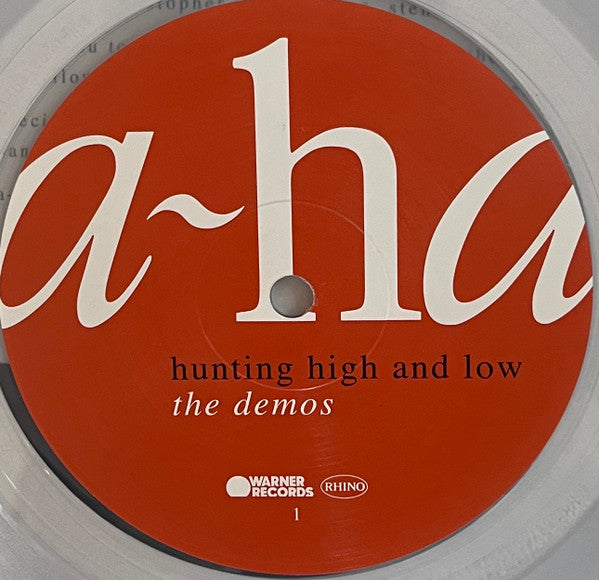 a~ha
hunting high and low
the demos
WARNER
RECORDS
RHINO
1